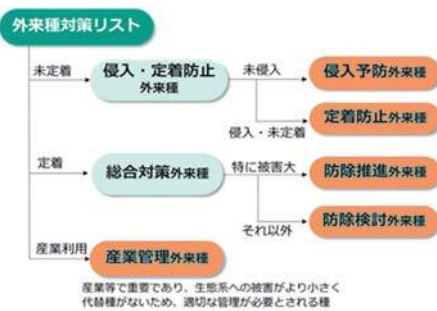 外来種対策リスト
未定着
侵入・定着防止
外来種
未侵入
侵入予防外来種
侵入・未定着
定着防止外来種
定着
総合対策外来種
特に被害大
防除推進外来種
それ以外
防除検討外来種
産業利用
産業管理外来種
産業等で重要であり、生態系への被害がより小さく
代替種がないため、適切な管理が必要とされる種